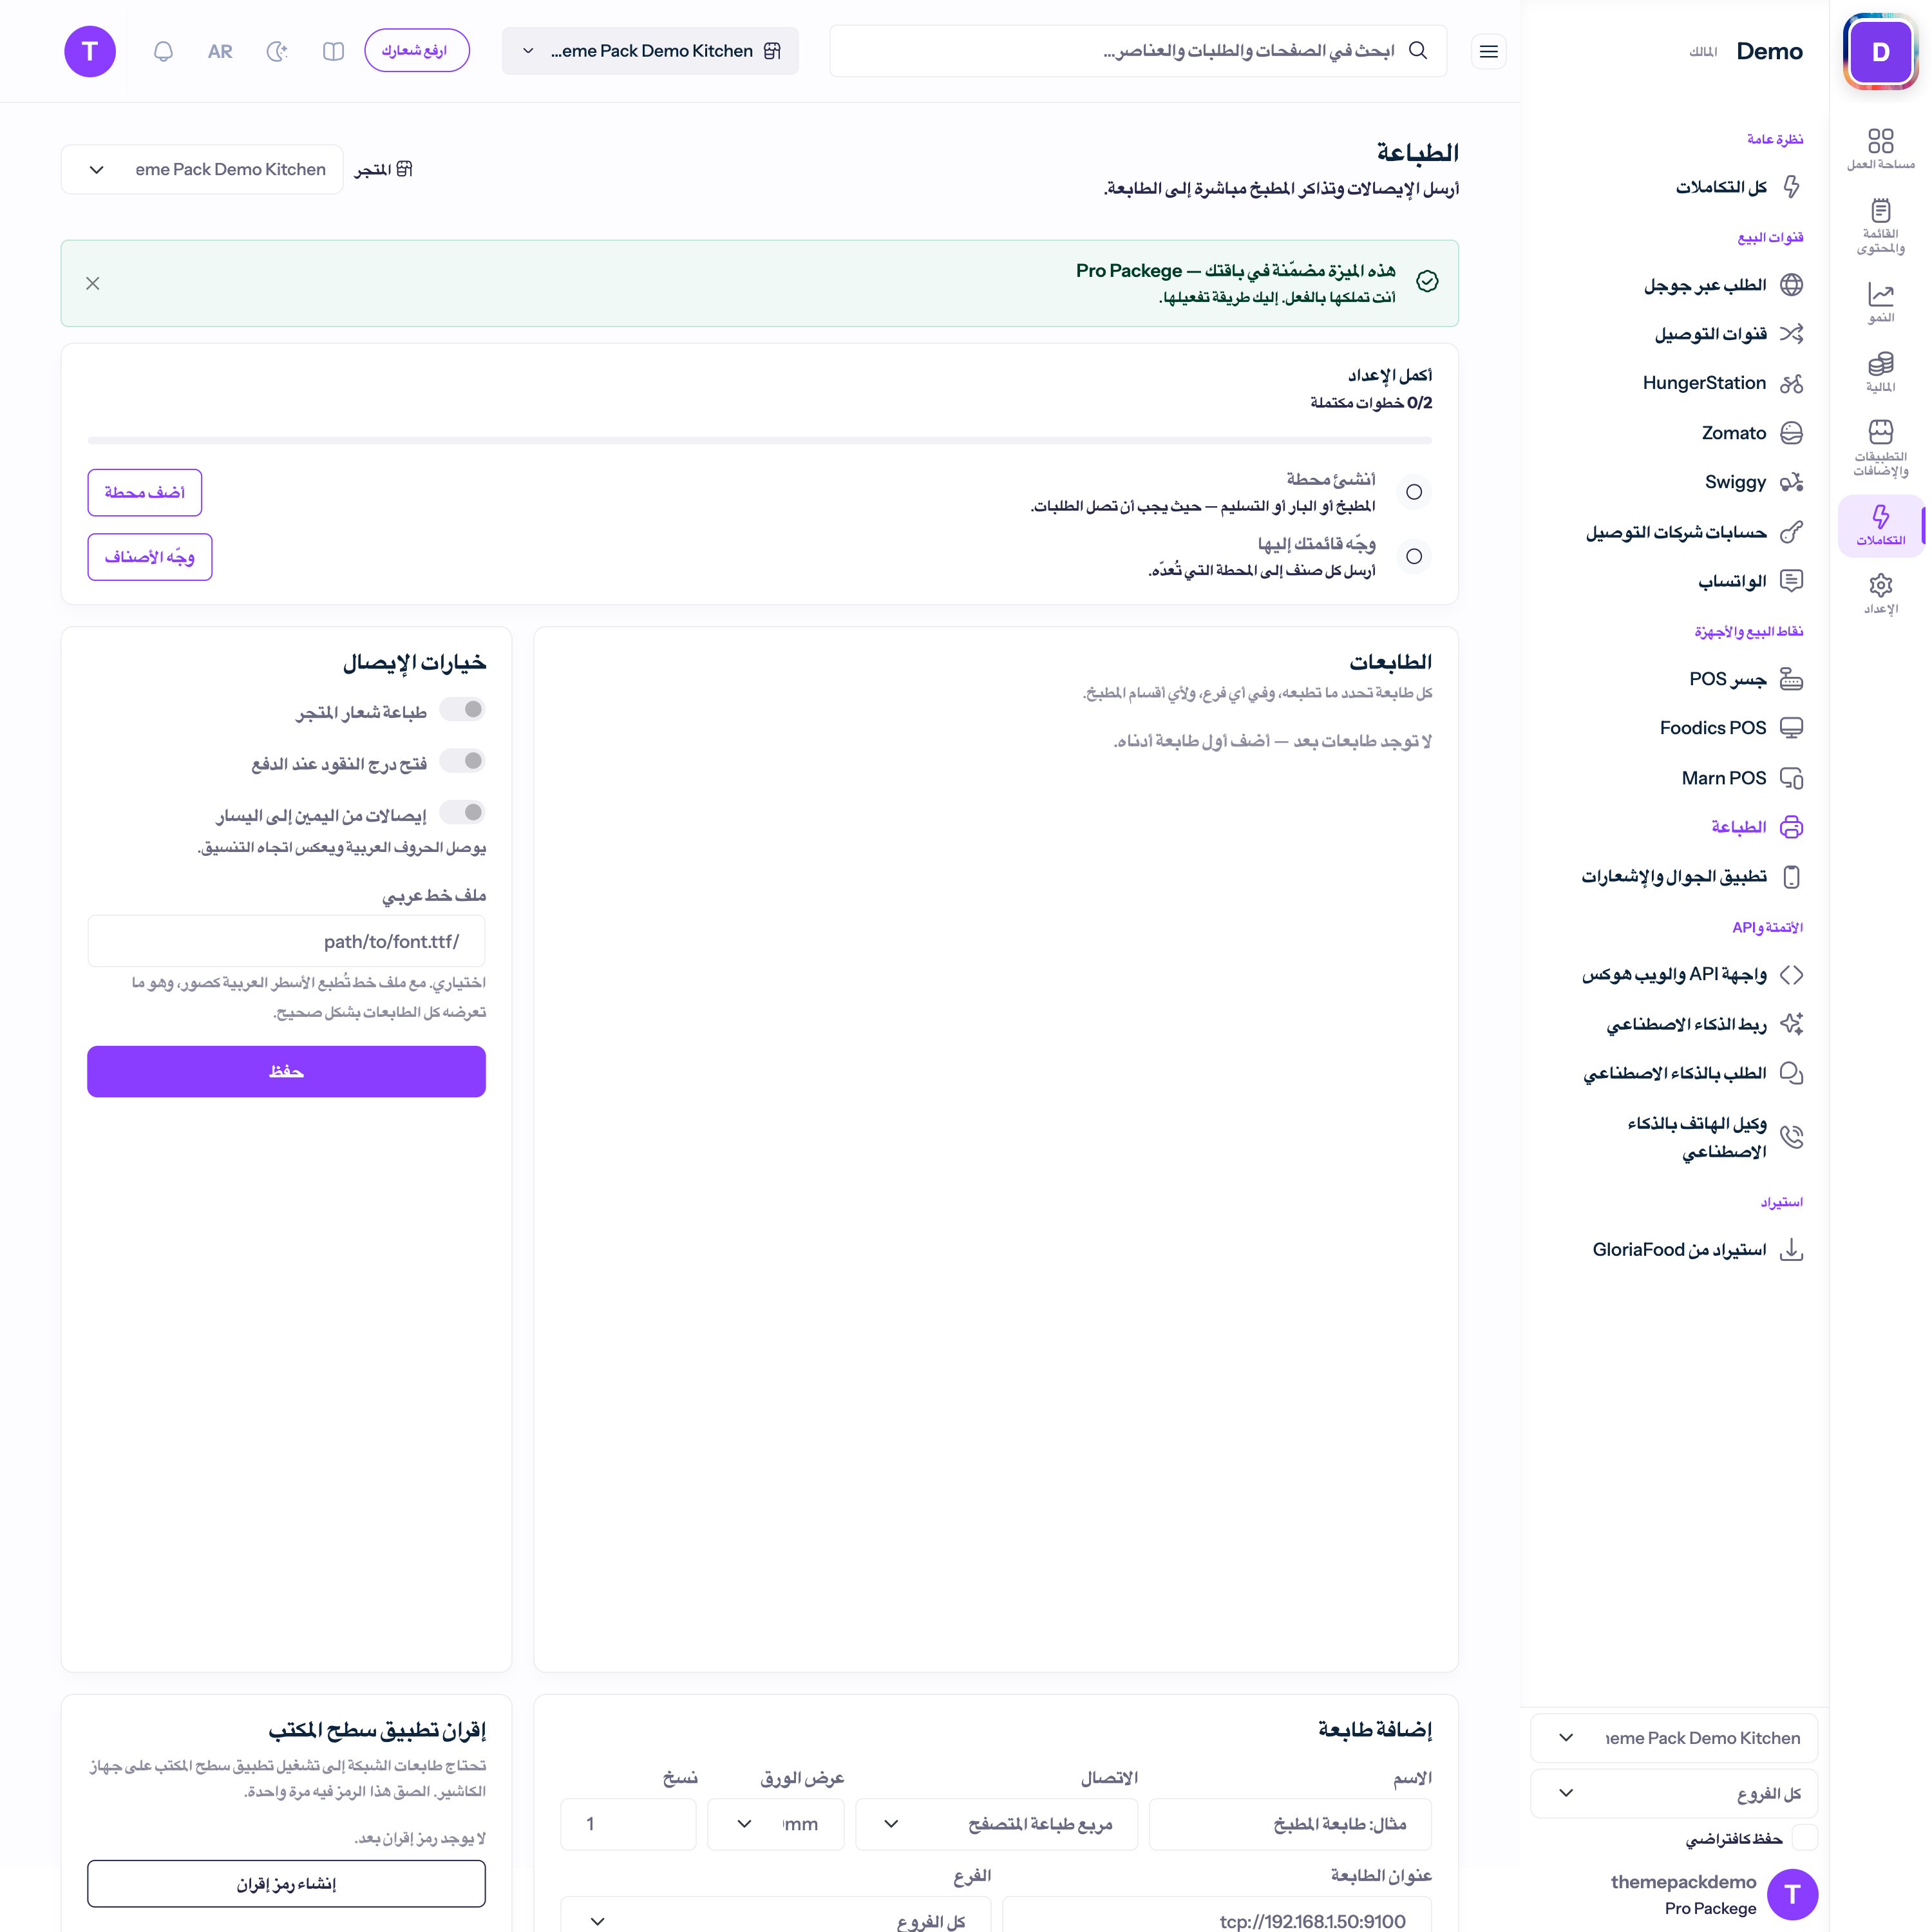 D
Demo
المالك
ابحث في الصفحات والطلبات والعناصر...
...eme Pack Demo Kitchen
ارفع شعارك
AR
T
مساحة العمل
القائمة
والمحتوى
النمو
المالية
التطبيقات
والإضافات
التكاملات
الإعداد
نظرة عامة
كل التكاملات
قنوات البيع
الطلب عبر جوجل
قنوات التوصيل
HungerStation
Zomato
Swiggy
حسابات شركات التوصيل
الواتساب
نقاط البيع والأجهزة
جسر POS
Foodics POS
Marn POS
الطباعة
تطبيق الجوال والإشعارات
الأتمتة وAPI
واجهة API والويب هوكس
ربط الذكاء الاصطناعي
الطلب بالذكاء الاصطناعي
وكيل الهاتف بالذكاء
الاصطناعي
استيراد
استيراد من GloriaFood
eme Pack Demo Kitchen
كل الفروع
حفظ كافتراضي
themepackdemo
Pro Packege
T
الطباعة
أرسل الإيصالات وتذاكر المطبخ مباشرة إلى الطابعة.
المتجر
eme Pack Demo Kitchen
هذه الميزة مضمّنة في باقتك — Pro Packege
أنت تملكها بالفعل. إليك طريقة تفعيلها.
أكمل الإعداد
0/2 خطوات مكتملة
أنشئ محطة
المطبخ أو البار أو التسليم — حيث يجب أن تصل الطلبات.
أضف محطة
وجّه قائمتك إليها
أرسل كل صنف إلى المحطة التي تُعدّه.
وجّه الأصناف
الطابعات
كل طابعة تحدد ما تطبعه، وفي أي فرع، ولأي أقسام المطبخ.
لا توجد طابعات بعد — أضف أول طابعة أدناه.
خيارات الإيصال
طباعة شعار المتجر
فتح درج النقود عند الدفع
إيصالات من اليمين إلى اليسار
يوصل الحروف العربية ويعكس اتجاه التنسيق.
ملف خط عربي
path/to/font.ttf/
اختياري. مع ملف خط تُطبع الأسطر العربية كصور، وهو ما
تعرضه كل الطابعات بشكل صحيح.
حفظ
إضافة طابعة
الاسم
الاتصال
عرض الورق
نسخ
مثال: طابعة المطبخ
مربع طباعة المتصفح
mm
1
عنوان الطابعة
الفرع
tcp://192.168.1.50:9100
كل الفروع
إقران تطبيق سطح المكتب
تحتاج طابعات الشبكة إلى تشغيل تطبيق سطح المكتب على جهاز
الكاشير. الصق هذا الرمز فيه مرة واحدة.
لا يوجد رمز إقران بعد.
إنشاء رمز إقران